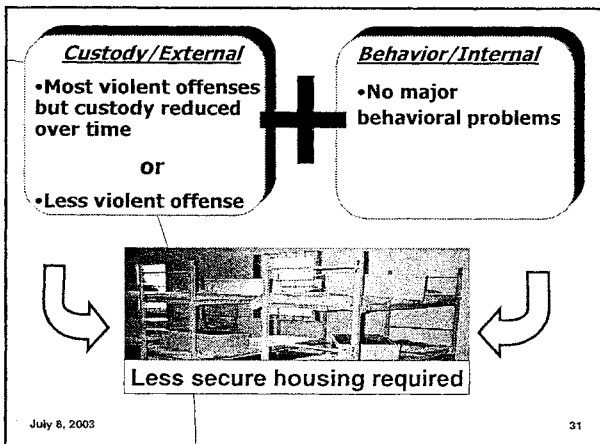 Custody/External
•Most violent offenses
but custody reduced
over time
or
•Less violent offense
Behavior/Internal
•No major
behavioral problems
Less secure housing required
July 8, 2003
31